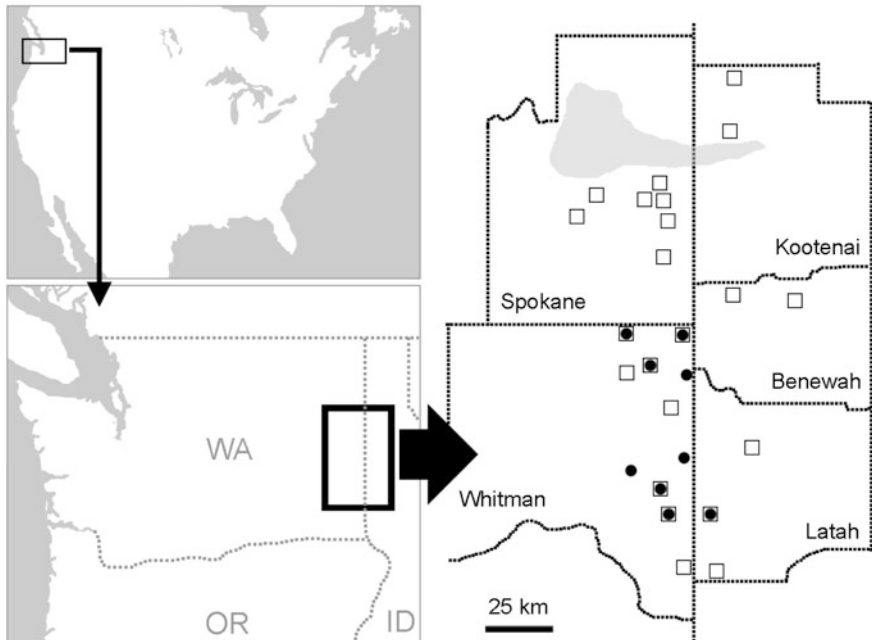 WA
OR
ID
Kootenai
Spokane
Benewah
Whitman
Latah
25 km